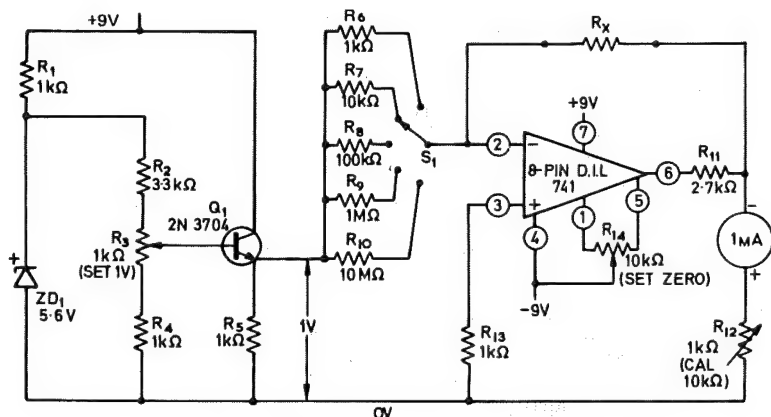 +9V
R1
1kΩ
R2
3·3kΩ
R3
1kΩ
(SET 1V)
R4
1kΩ
+
ZD1
5·6V
Q1
2N 3704
R5
1kΩ
1V
R6
1kΩ
R7
10kΩ
R8
100kΩ
R9
1MΩ
R10
10MΩ
S1
RX
+9V
7
2
-
8-PIN D.I.L
741
3
+
4
1
5
6
R11
2·7kΩ
R14
10kΩ
(SET ZERO)
-9V
R13
1kΩ
-
1MA
+
R12
1kΩ
(CAL
10kΩ)
0V